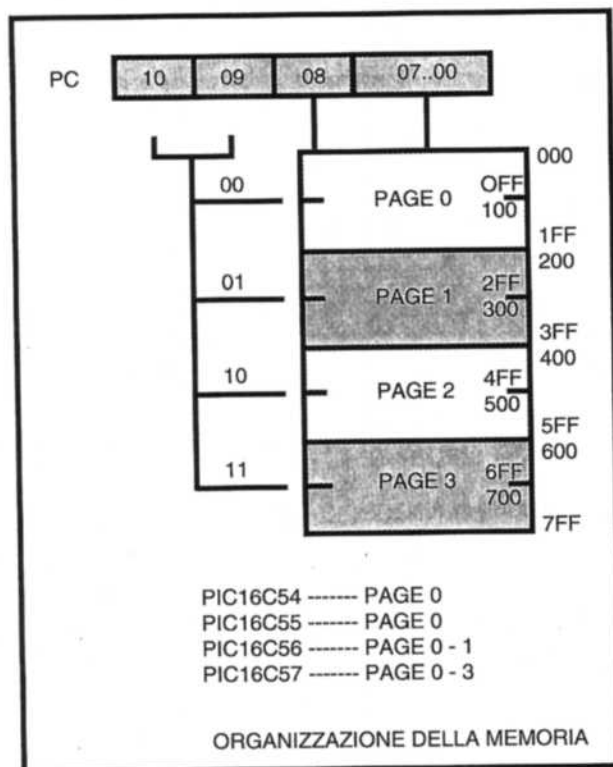 PC 10 09 08 07..00
000
00 PAGE 0 OFF
100
1FF
200
01 PAGE 1 2FF
300
3FF
400
10 PAGE 2 4FF
500
5FF
600
11 PAGE 3 6FF
700
7FF
PIC16C54 ------- PAGE 0
PIC16C55 ------- PAGE 0
PIC16C56 ------- PAGE 0 - 1
PIC16C57 ------- PAGE 0 - 3
ORGANIZZAZIONE DELLA MEMORIA